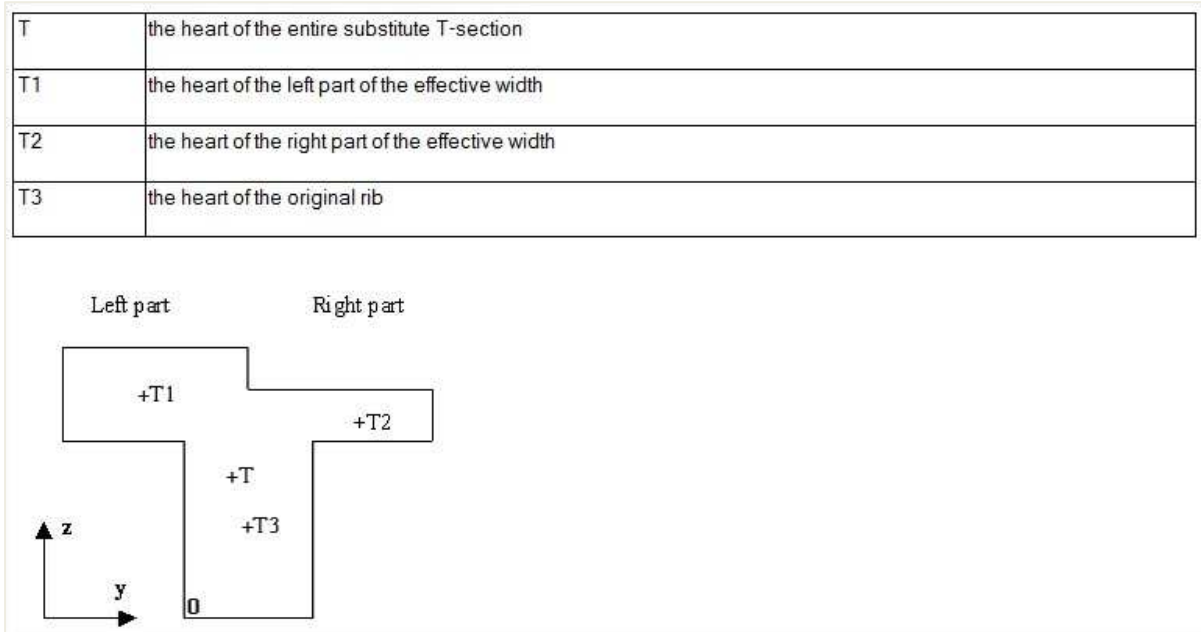 T the heart of the entire substitute T-section
T1 the heart of the left part of the effective width
T2 the heart of the right part of the effective width
T3 the heart of the original rib
Left part Right part
+T1
+T2
+T
+T3
z
y
0